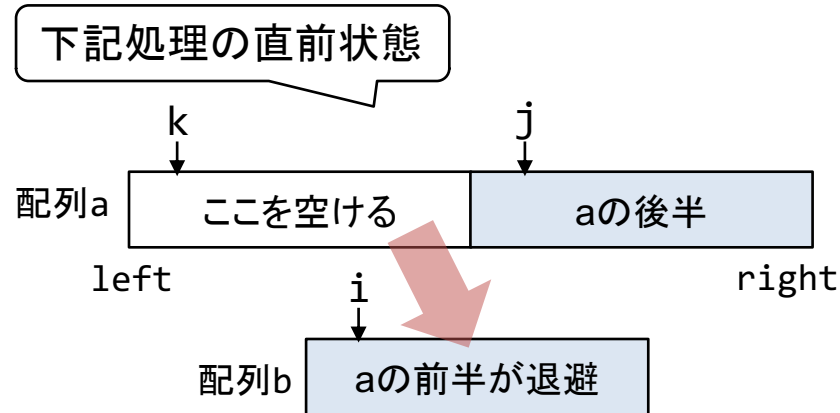 下記処理の直前状態
k
j
配列a
ここを空ける
aの後半
left
right
i
配列b
aの前半が退避